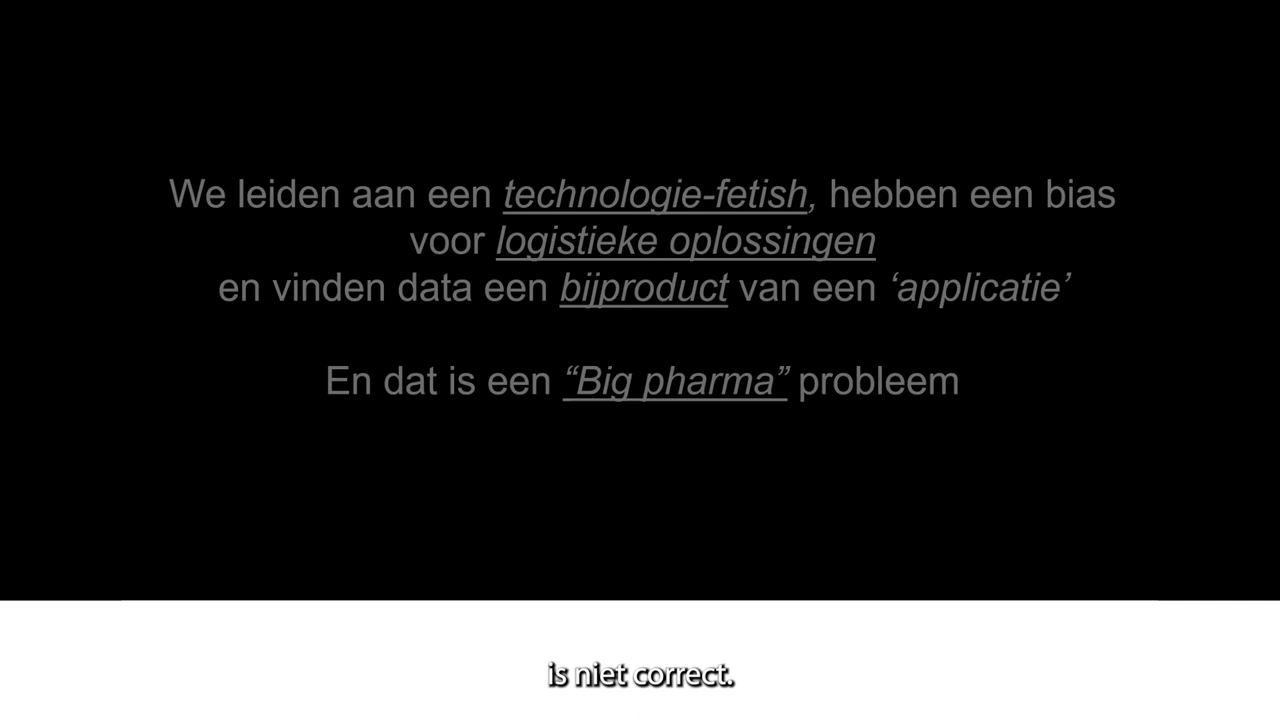 We leiden aan een technologie-fetish, hebben een bias
voor logistieke oplossingen
en vinden data een bijproduct van een ‘applicatie’
En dat is een “Big pharma” probleem
is niet correct.